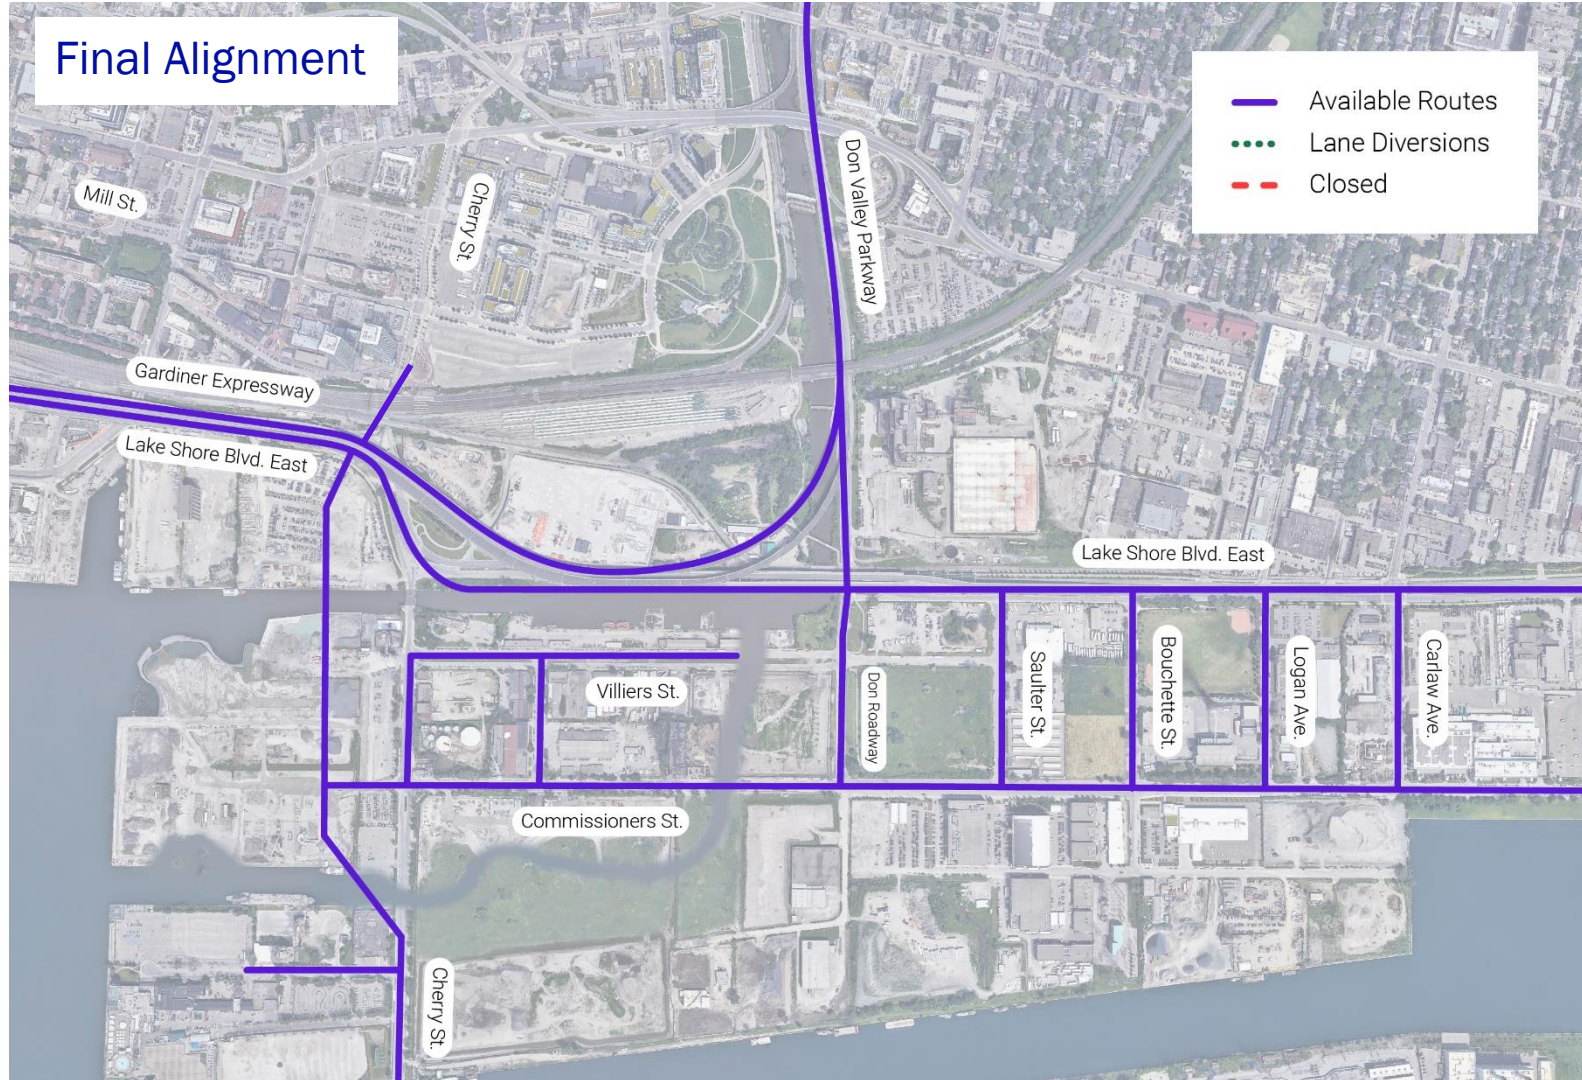 Final Alignment
Available Routes
Lane Diversions
Closed
Mill St.
Cherry St.
Don Valley Parkway
Gardiner Expressway
Lake Shore Blvd. East
Lake Shore Blvd. East
Villiers St.
Don Roadway
Saulter St.
Bouchette St.
Logan Ave.
Carlaw Ave.
Commissioners St.
Cherry St.